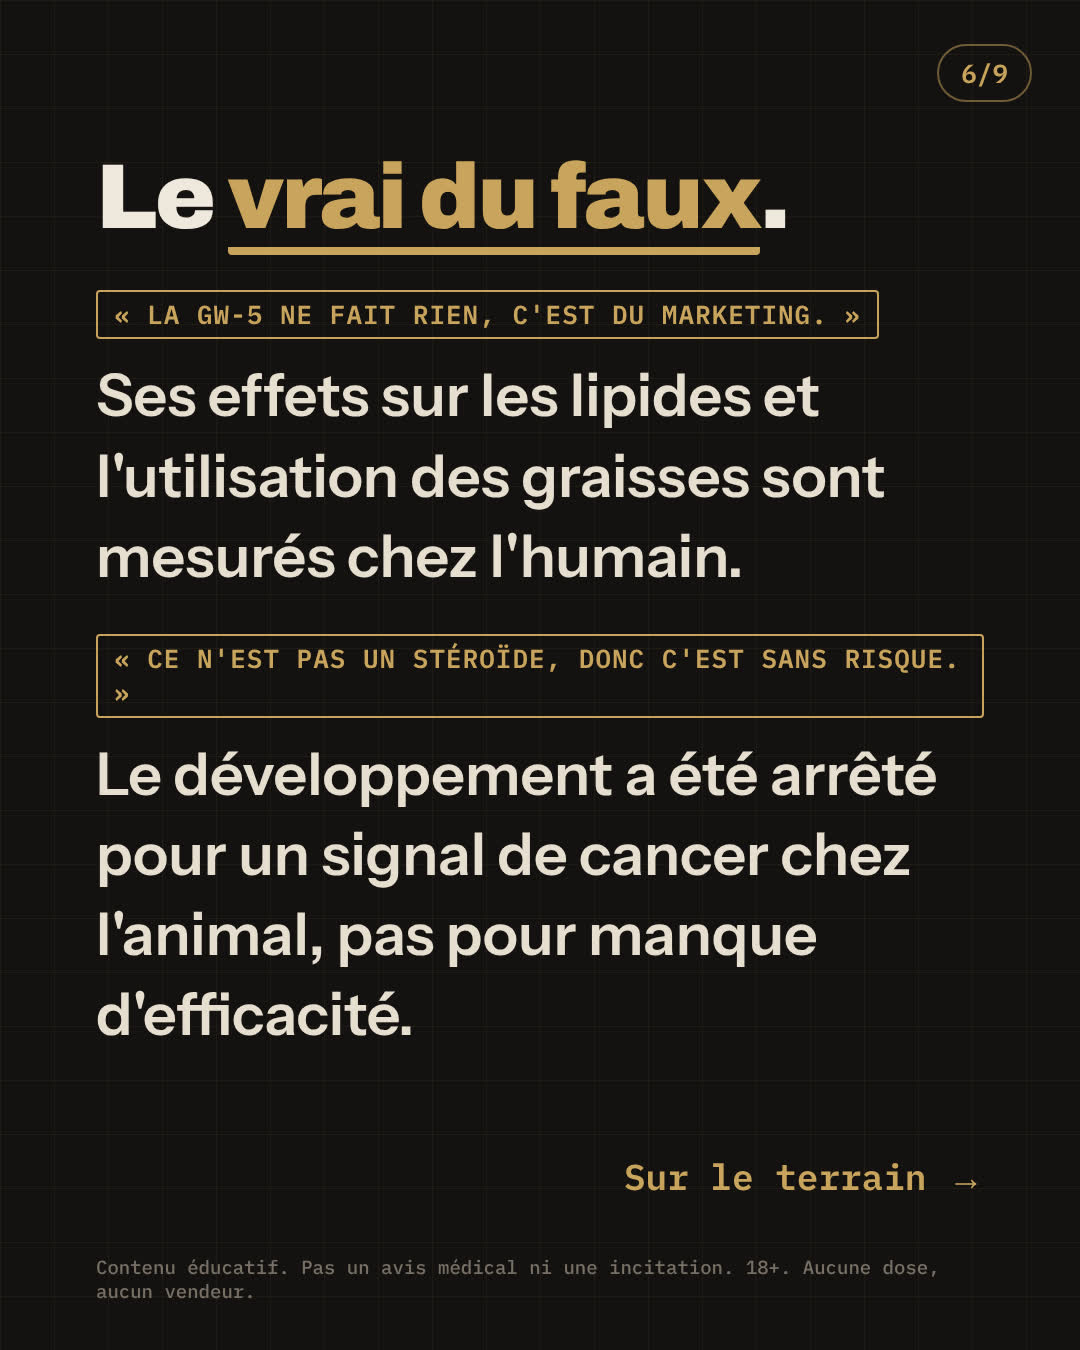 6/9
Le vrai du faux.
« LA GW-5 NE FAIT RIEN, C'EST DU MARKETING. »
Ses effets sur les lipides et
l'utilisation des graisses sont
mesurés chez l'humain.
« CE N'EST PAS UN STÉROÏDE, DONC C'EST SANS RISQUE.
»
Le développement a été arrêté
pour un signal de cancer chez
l'animal, pas pour manque
d'efficacité.
Sur le terrain →
Contenu éducatif. Pas un avis médical ni une incitation. 18+. Aucune dose,
aucun vendeur.